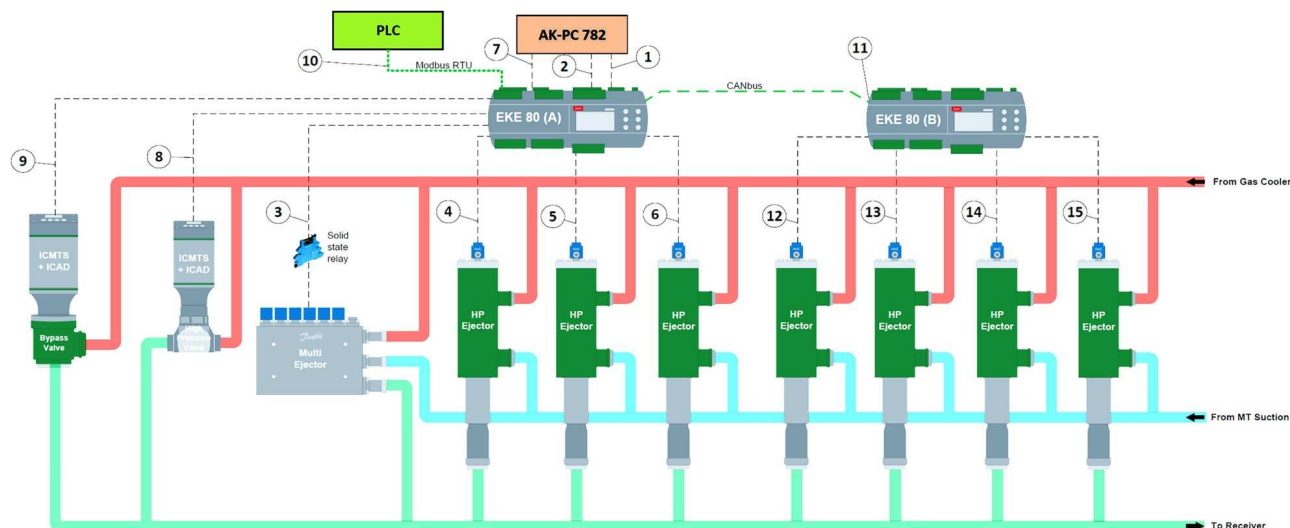 PLC
AK-PC 782
7
2
1
10
Modbus RTU
11
CANbus
EKE 80 (A)
EKE 80 (B)
9
8
3
4
5
6
12
13
14
15
From Gas Cooler
Solid
state
relay
ICMTS
+ ICAD
ICMTS
+ ICAD
HP
Ejector
HP
Ejector
HP
Ejector
HP
Ejector
HP
Ejector
HP
Ejector
HP
Ejector
Bypass
Valve
Valve
Danfoss
Multi
Ejector
From MT Suction
To Receiver